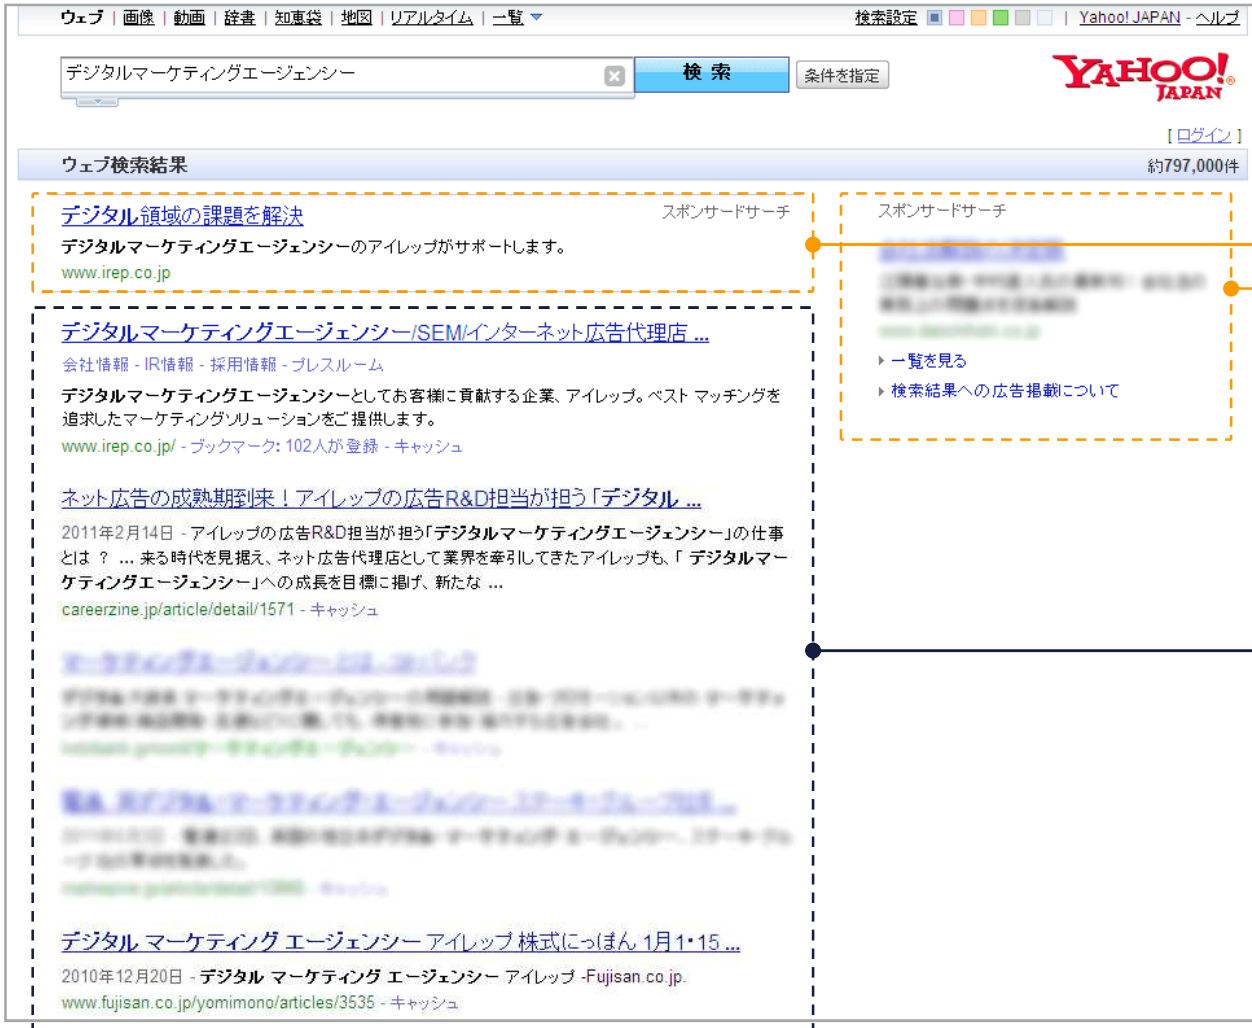 ウェブ | 画像 | 動画 | 辞書 | 知恵袋 | 地図 | リアルタイム | 一覧 ▼
検索設定 | Yahoo! JAPAN - ヘルプ
デジタルマーケティングエージェンシー
検 索
条件を指定
YAHOO!
JAPAN
[ ログイン ]
ウェブ検索結果
約797,000件
デジタル領域の課題を解決
スポンサードサーチ
デジタルマーケティングエージェンシーのアイレップがサポートします。
www.irep.co.jp
デジタルマーケティングエージェンシー/SEM/インターネット広告代理店 ...
会社情報 - IR情報 - 採用情報 - プレスルーム
デジタルマーケティングエージェンシーとしてお客様に貢献する企業、アイレップ。ベスト マッチングを
追求したマーケティングソリューションをご提供します。
www.irep.co.jp/ - ブックマーク: 102人が登録 - キャッシュ
ネット広告の成熟期到来！アイレップの広告R&D担当が担う「デジタル ...
2011年2月14日 - アイレップの広告R&D担当が担う「デジタルマーケティングエージェンシー」の仕事
とは ？ ... 来る時代を見据え、ネット広告代理店として業界を牽引してきたアイレップも、「 デジタルマー
ケティングエージェンシー」への成長を目標に掲げ、新たな ...
careerzine.jp/article/detail/1571 - キャッシュ
デジタル マーケティング エージェンシー アイレップ 株式にっぽん 1月1・15 ...
2010年12月20日 - デジタル マーケティング エージェンシー アイレップ -Fujisan.co.jp.
www.fujisan.co.jp/yomimono/articles/3535 - キャッシュ
スポンサードサーチ
一覧を見る
検索結果への広告掲載について